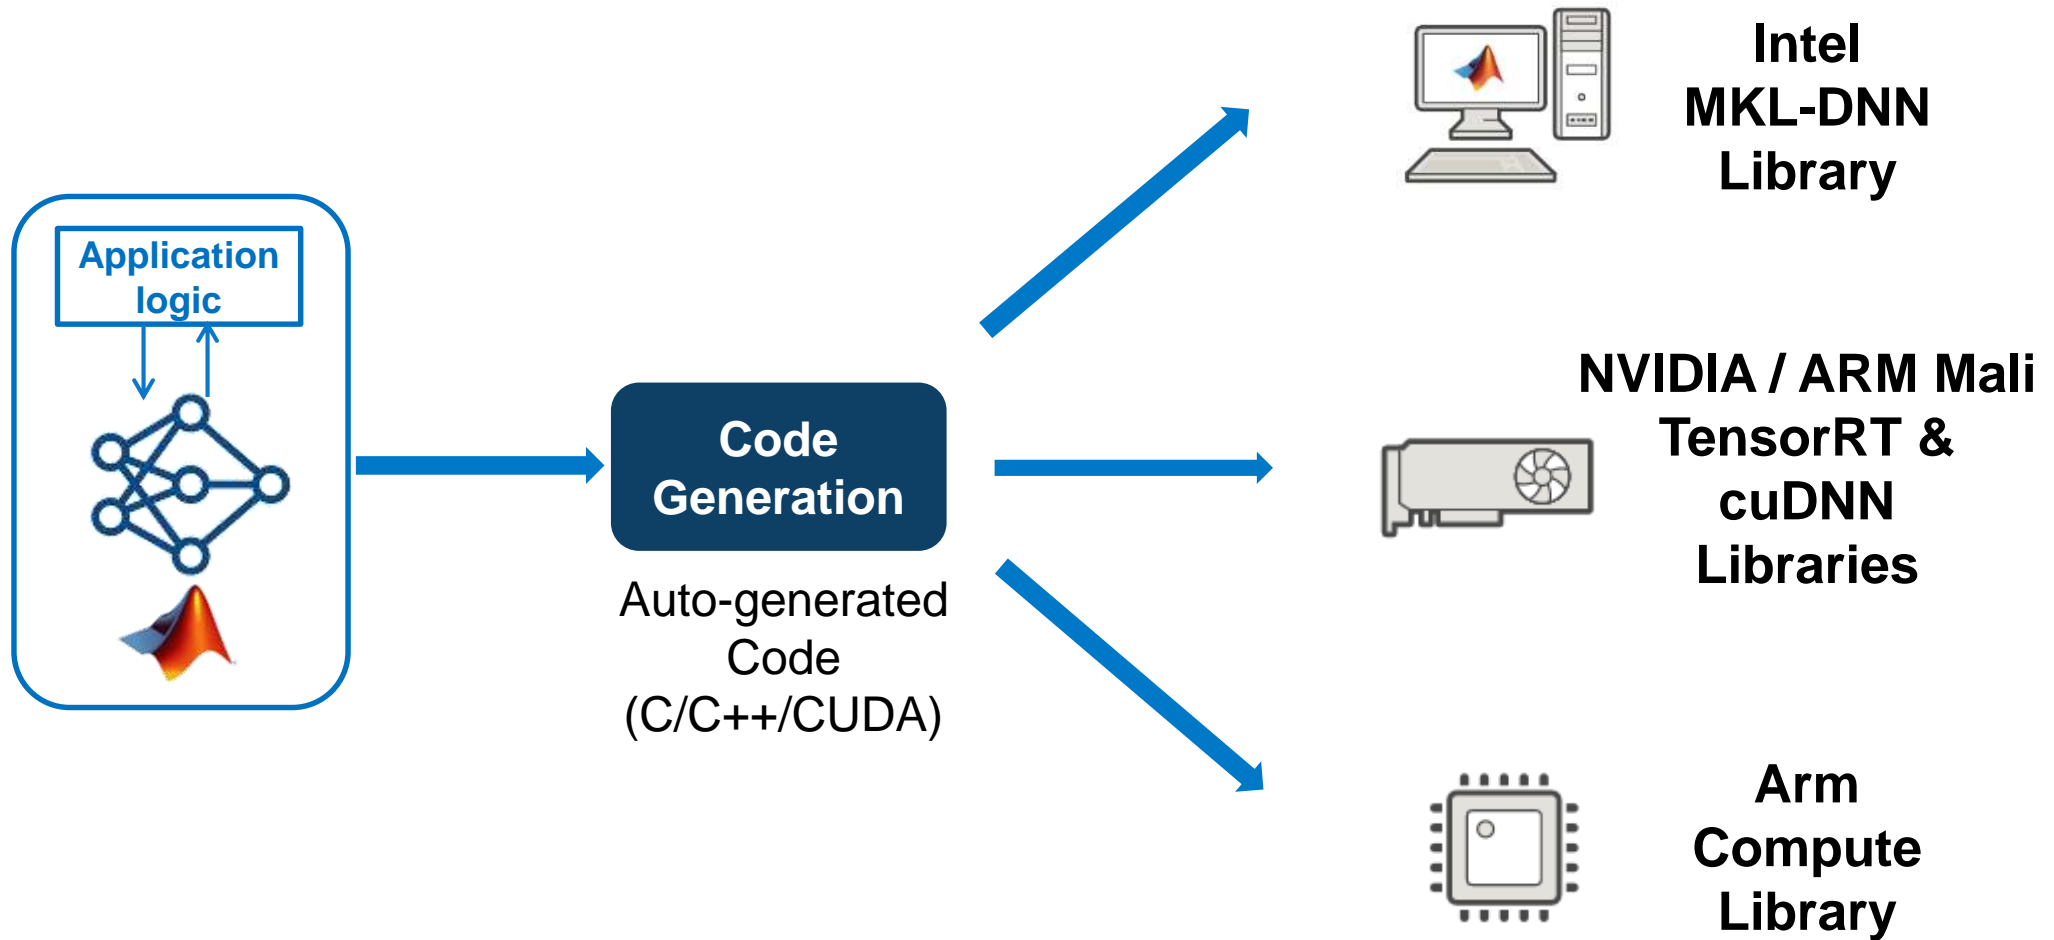 Application
logic
Code
Generation
Auto-generated
Code
(C/C++/CUDA)
Intel
MKL-DNN
Library
NVIDIA / ARM Mali
TensorRT &
cuDNN
Libraries
Arm
Compute
Library